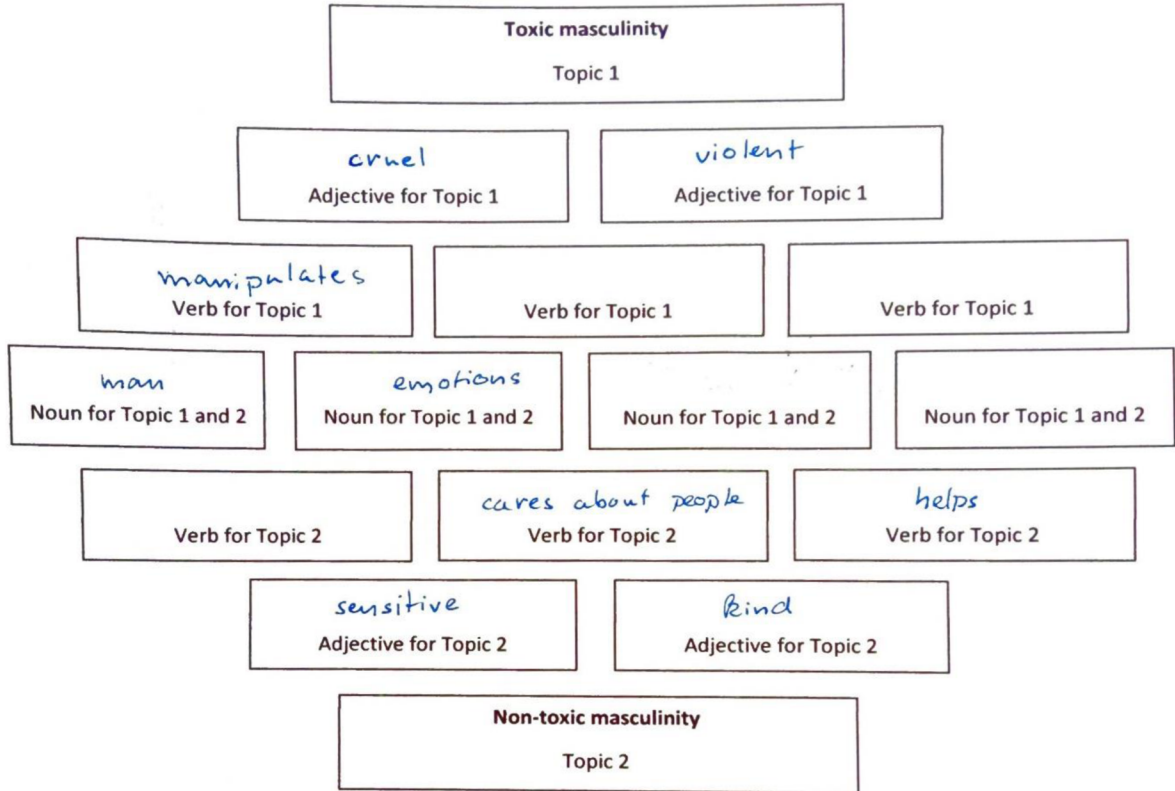 Toxic masculinity
Topic 1
cruel
Adjective for Topic 1
violent
Adjective for Topic 1
manipulates
Verb for Topic 1
Verb for Topic 1
Verb for Topic 1
man
Noun for Topic 1 and 2
emotions
Noun for Topic 1 and 2
Noun for Topic 1 and 2
Noun for Topic 1 and 2
Verb for Topic 2
cares about people
Verb for Topic 2
helps
Verb for Topic 2
sensitive
Adjective for Topic 2
kind
Adjective for Topic 2
Non-toxic masculinity
Topic 2